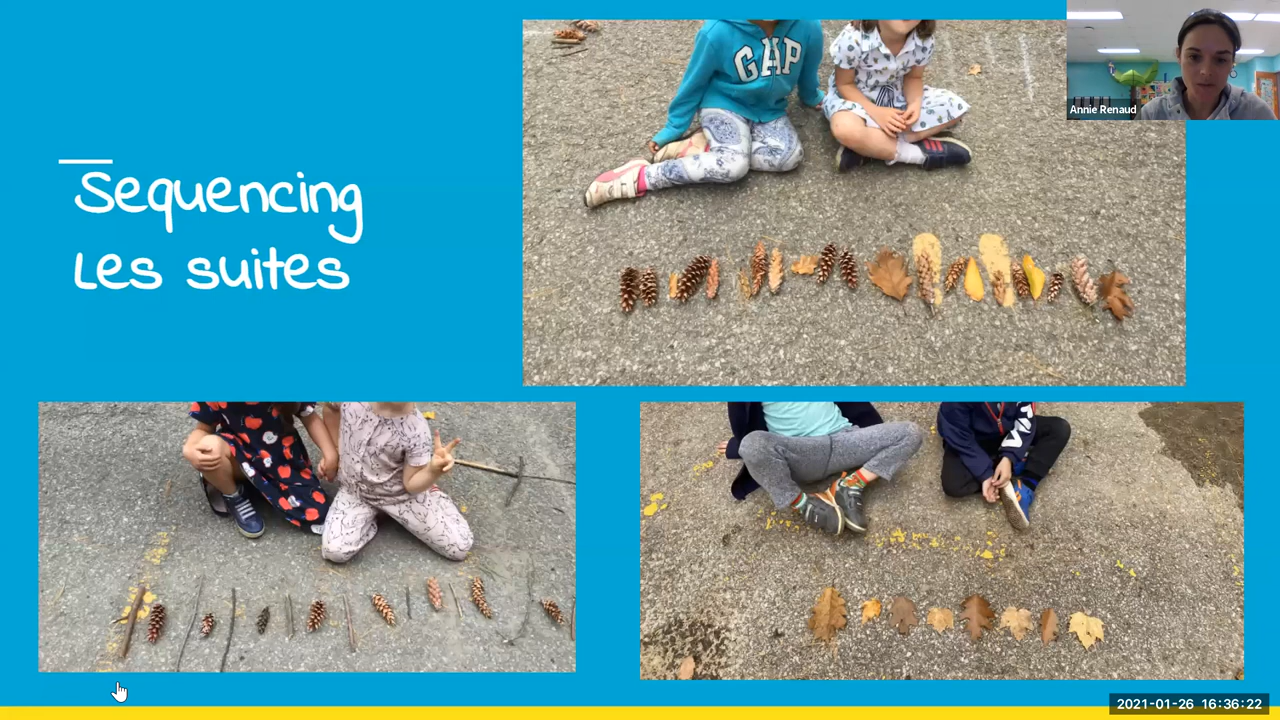 Sequencing
Les suites
GAP
Annie Renaud
2021-01-26 16:36:22